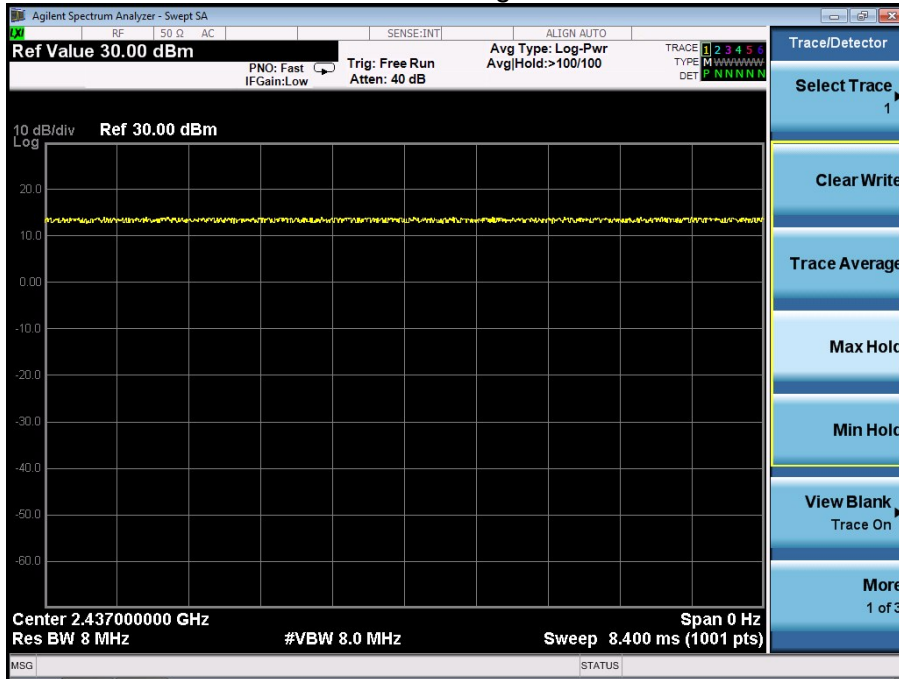 Agilent Spectrum Analyzer - Swept SA
LXI RF 50 Ω AC SENSE:INT ALIGN AUTO
Ref Value 30.00 dBm
PNO: Fast
IFGain:Low
Trig: Free Run
Atten: 40 dB
Avg Type: Log-Pwr
Avg|Hold:>100/100
TRACE 1 2 3 4 5 6
TYPE M WWWWW
DET P N N N N N
10 dB/div Ref 30.00 dBm
Log
20.0
10.0
0.00
-10.0
-20.0
-30.0
-40.0
-50.0
-60.0
Center 2.437000000 GHz Span 0 Hz
Res BW 8 MHz #VBW 8.0 MHz Sweep 8.400 ms (1001 pts)
MSG STATUS
Trace/Detector
Select Trace
1
Clear Write
Trace Average
Max Hold
Min Hold
View Blank
Trace On
More
1 of 3